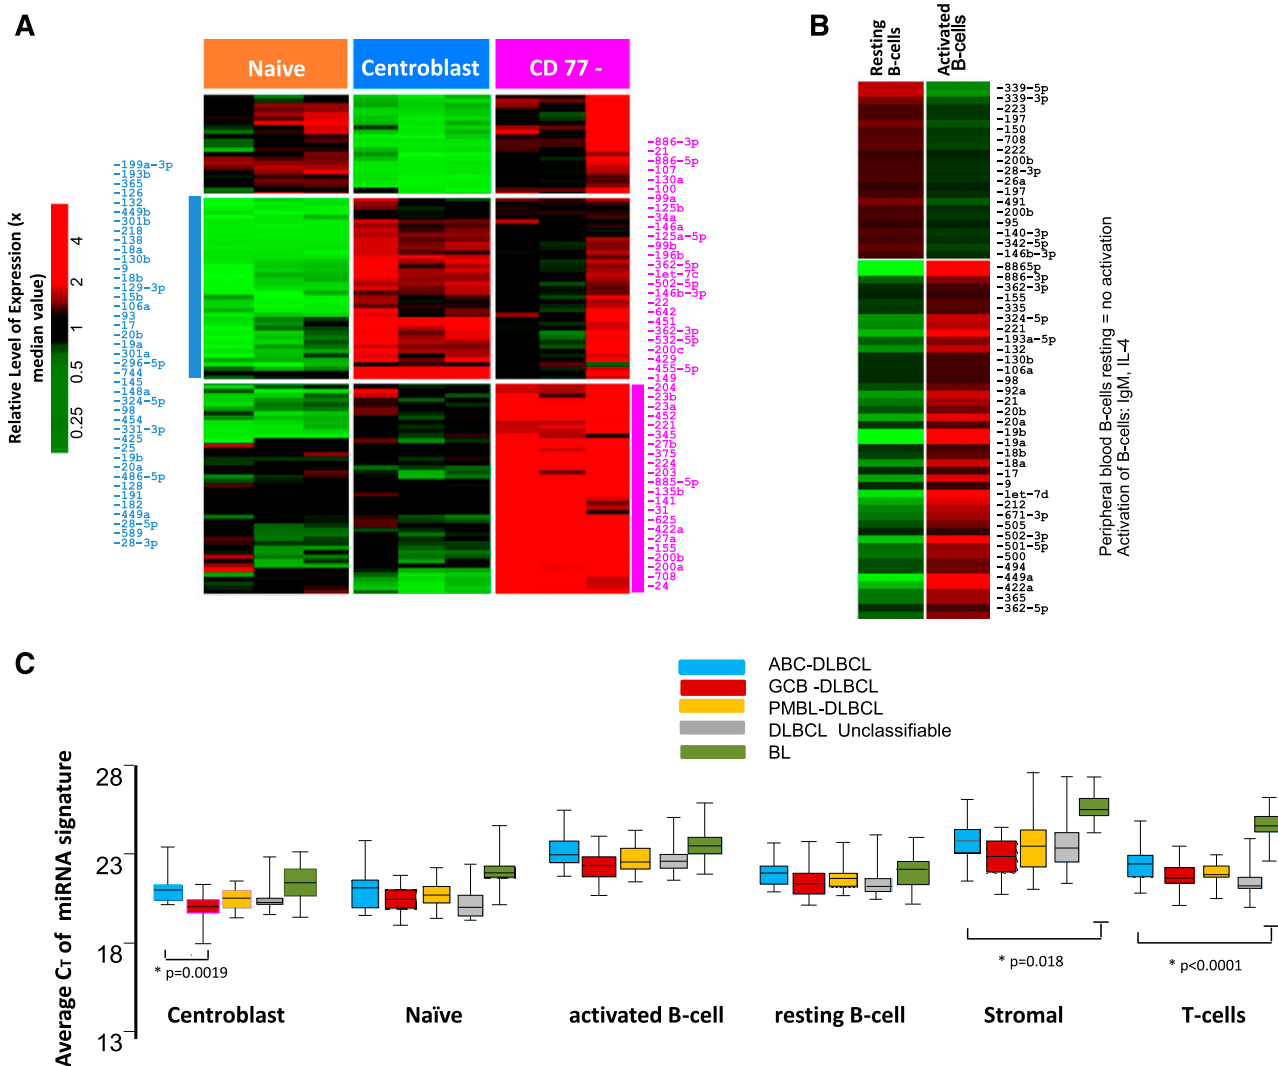 A
Naive
Centroblast
CD 77 -
Relative Level of Expression (x
median value)
4
2
1
0.5
0.25
-199a-3p
-193b
-365
-126
-132
-449b
-301b
-218
-138
-18a
-130b
-9
-18b
-129-3p
-15b
-106a
-93
-17
-20b
-19a
-301a
-296-5p
-744
-145
-148a
-324-5p
-98
-454
-331-3p
-425
-25
-19b
-20a
-486-5p
-128
-191
-182
-449a
-28-5p
-589
-28-3p
-886-3p
-21
-886-5p
-107
-130a
-100
-99a
-125b
-34a
-146a
-125a-5p
-99b
-196b
-362-5p
-let-7c
-502-5p
-146b-3p
-22
-642
-451
-362-3p
-532-5p
-200c
-429
-455-5p
-149
-204
-23b
-23a
-452
-221
-345
-27b
-375
-224
-203
-885-5p
-135b
-141
-31
-625
-422a
-27a
-155
-200b
-200a
-708
-24
B
Resting
B-cells
Activated
B-cells
-339-5p
-339-3p
-223
-197
-150
-708
-222
-200b
-28-3p
-26a
-197
-491
-200b
-95
-140-3p
-342-5p
-146b-3p
-8865p
-886-3p
-362-3p
-155
-335
-324-5p
-221
-193a-5p
-132
-130b
-106a
-98
-92a
-21
-20b
-20a
-19b
-19a
-18b
-18a
-17
-9
-let-7d
-212
-671-3p
-505
-502-3p
-501-5p
-500
-494
-449a
-422a
-365
-362-5p
Peripheral blood B-cells resting = no activation
Activation of B-cells: IgM, IL-4
C
ABC-DLBCL
GCB -DLBCL
PMBL-DLBCL
DLBCL Unclassifiable
BL
Average CT of miRNA signature
28
23
18
13
* p=0.0019
* p=0.018
* p<0.0001
Centroblast
Naïve
activated B-cell
resting B-cell
Stromal
T-cells